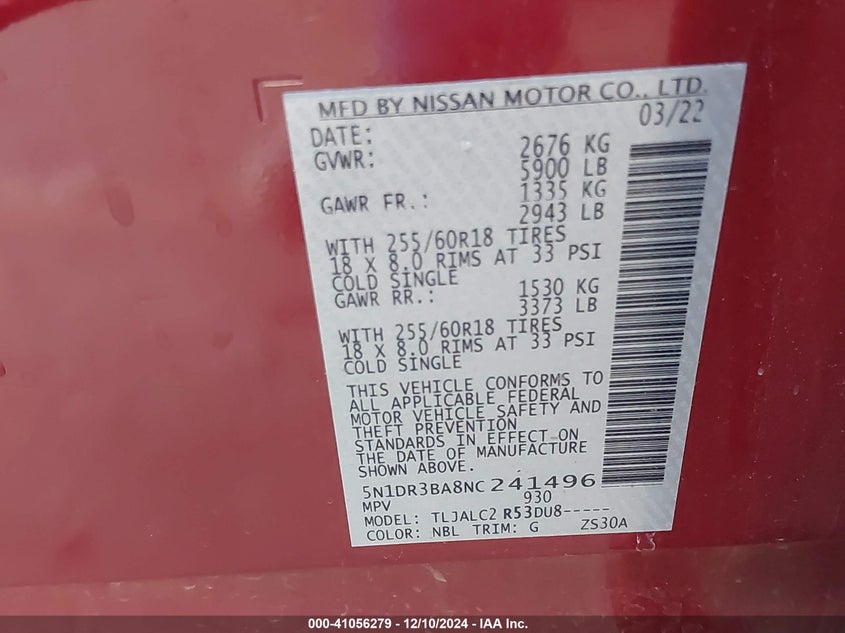 MFD BY NISSAN MOTOR CO., LTD.
DATE: 03/22
GVWR: 2676 KG
5900 LB
GAWR FR.: 1335 KG
2943 LB
WITH 255/60R18 TIRES
18 X 8.0 RIMS AT 33 PSI
COLD SINGLE
GAWR RR.: 1530 KG
3373 LB
WITH 255/60R18 TIRES
18 X 8.0 RIMS AT 33 PSI
COLD SINGLE
THIS VEHICLE CONFORMS TO
ALL APPLICABLE FEDERAL
MOTOR VEHICLE SAFETY AND
THEFT PREVENTION
STANDARDS IN EFFECT ON
THE DATE OF MANUFACTURE
SHOWN ABOVE.
5N1DR3BA8NC241496
MPV 930
MODEL: TLJALC2 R53DU8-----
COLOR: NBL TRIM: G ZS30A
000-41056279 - 12/10/2024 - IAA Inc.